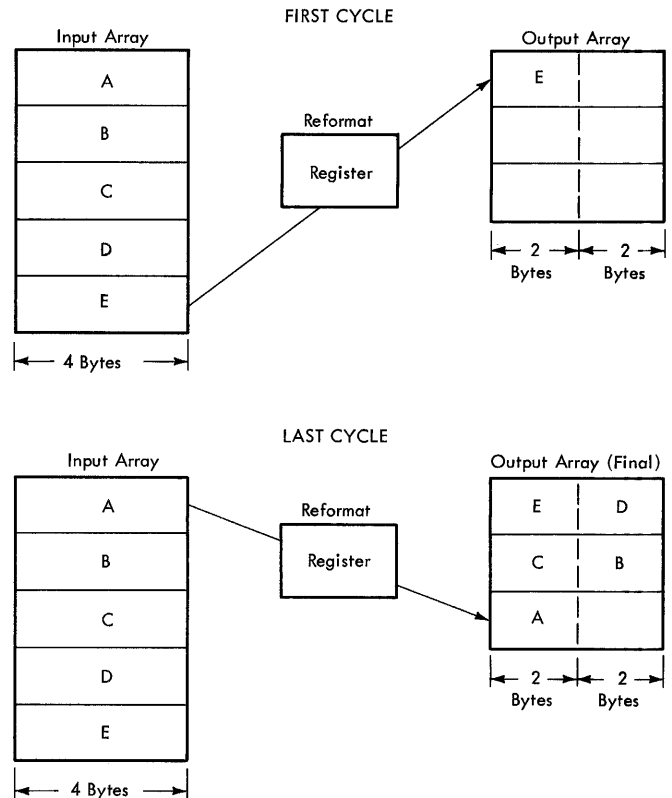 FIRST CYCLE
Input Array
Output Array
A
B
C
D
E
Reformat
Register
E
4 Bytes
2 Bytes
2 Bytes
LAST CYCLE
Input Array
Output Array (Final)
A
B
C
D
E
Reformat
Register
E D
C B
A
4 Bytes
2 Bytes
2 Bytes